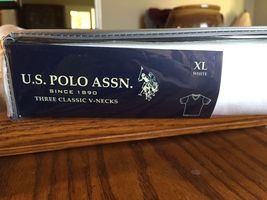 U.S. POLO ASSN.
SINCE 1890
THREE CLASSIC V-NECKS
XL
WHITE